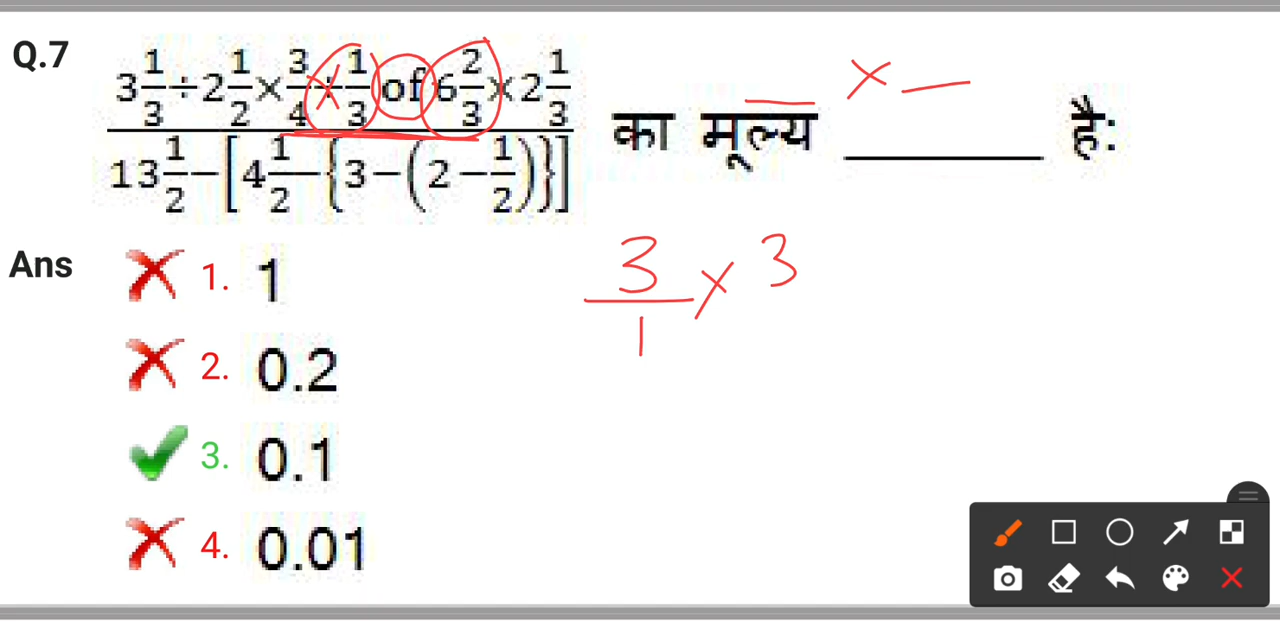 Q.7
3 1/3 ÷ 2 1/2 × 3/4 ÷ 1/3 of 6 2/3 × 2 1/3
13 1/2 − [4 1/2 − {3 − (2 − 1/2)}]
का मूल्य ________ है:
× —
3/1 × 3
Ans
1. 1
2. 0.2
3. 0.1
4. 0.01